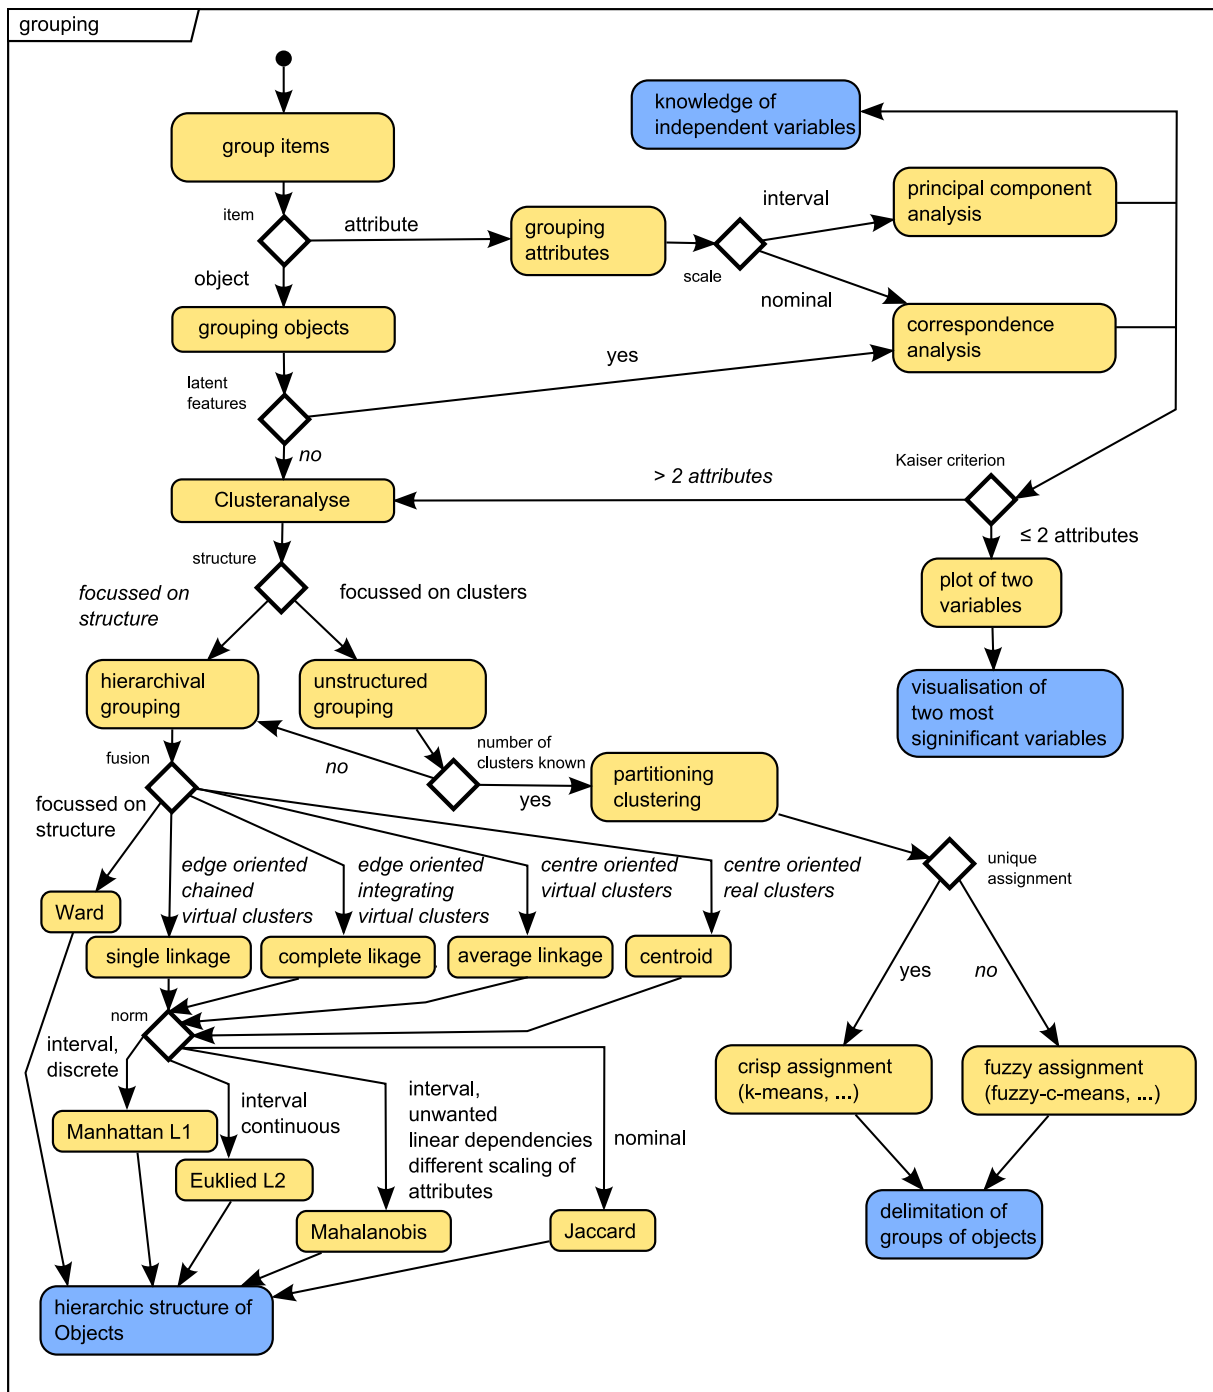 grouping
group items
knowledge of
independent variables
item
attribute
grouping
attributes
scale
interval
nominal
principal component
analysis
object
grouping objects
correspondence
analysis
yes
latent
features
no
Clusteranalyse
> 2 attributes
Kaiser criterion
≤ 2 attributes
plot of two
variables
visualisation of
two most
signinificant variables
structure
focussed on
structure
focussed on clusters
hierarchival
grouping
unstructured
grouping
number of
clusters known
no
yes
partitioning
clustering
fusion
focussed on
structure
edge oriented
chained
virtual clusters
edge oriented
integrating
virtual clusters
centre oriented
virtual clusters
centre oriented
real clusters
unique
assignment
Ward
single linkage
complete likage
average linkage
centroid
yes
no
norm
interval,
discrete
interval
continuous
interval,
unwanted
linear dependencies
different scaling of
attributes
nominal
crisp assignment
(k-means, ...)
fuzzy assignment
(fuzzy-c-means, ...)
Manhattan L1
Euklied L2
Mahalanobis
Jaccard
delimitation of
groups of objects
hierarchic structure of
Objects